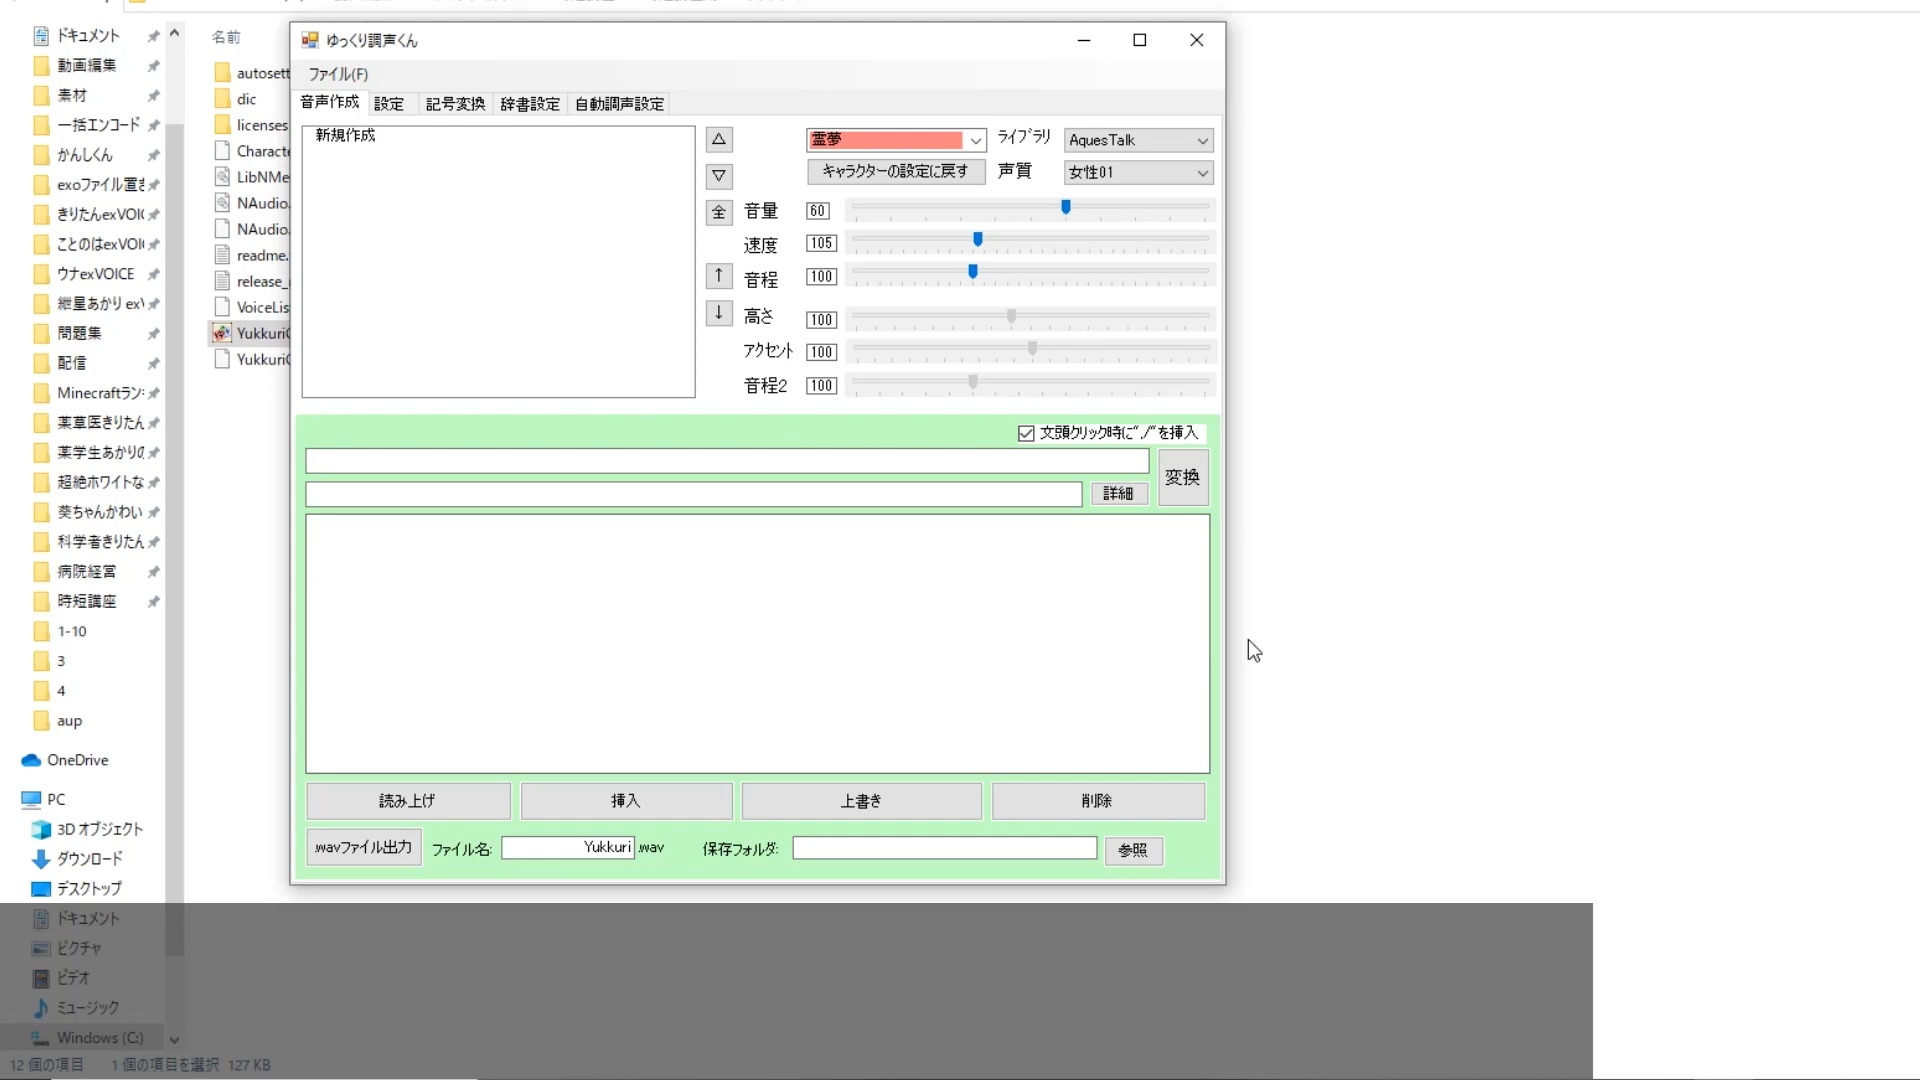 ドキュメント
動画編集
素材
一括エンコード
かんしくん
exoファイル置き
きりたんexVOI
ことのはexVOI
ウナexVOICE
紲星あかり ex
問題集
配信
Minecraftラン
薬草医きりたん
薬学生あかりの
超絶ホワイトな
葵ちゃんかわい
科学者きりたん
病院経営
時短講座
1-10
3
4
aup
OneDrive
PC
3D オブジェクト
ダウンロード
デスクトップ
ドキュメント
ピクチャ
ビデオ
ミュージック
Windows (C:)
12 個の項目
1 個の項目を選択 127 KB
名前
autosett
dic
licenses
Characte
LibNMe
NAudio.
NAudio.
readme.
release_
VoiceLis
Yukkuri
Yukkuri
ゆっくり調声くん
ファイル(F)
音声作成 設定 記号変換 辞書設定 自動調声設定
新規作成
△
▽
全
↑
↓
霊夢
ライブラリ
AquesTalk
キャラクターの設定に戻す
声質
女性01
音量 60
速度 105
音程 100
高さ 100
アクセント 100
音程2 100
文頭クリック時に"./"を挿入
変換
詳細
読み上げ 挿入 上書き 削除
.wavファイル出力 ファイル名: Yukkuri .wav 保存フォルダ: 参照